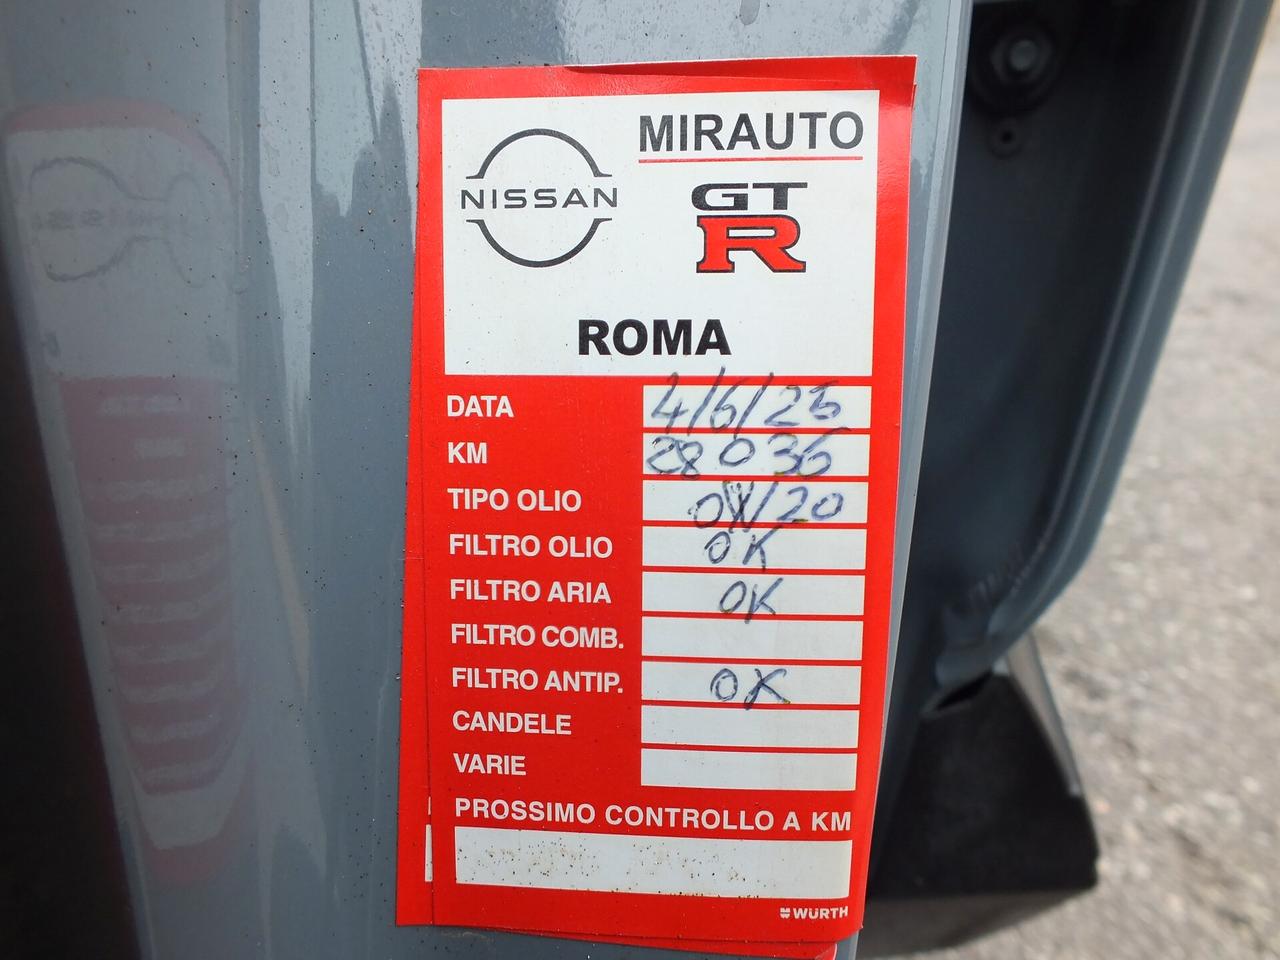 MIRAUTO
NISSAN
GT
R
ROMA
DATA 4/6/25
KM 28036
TIPO OLIO 0W/20
FILTRO OLIO OK
FILTRO ARIA OK
FILTRO COMB.
FILTRO ANTIP. OK
CANDELE
VARIE
PROSSIMO CONTROLLO A KM
WÜRTH